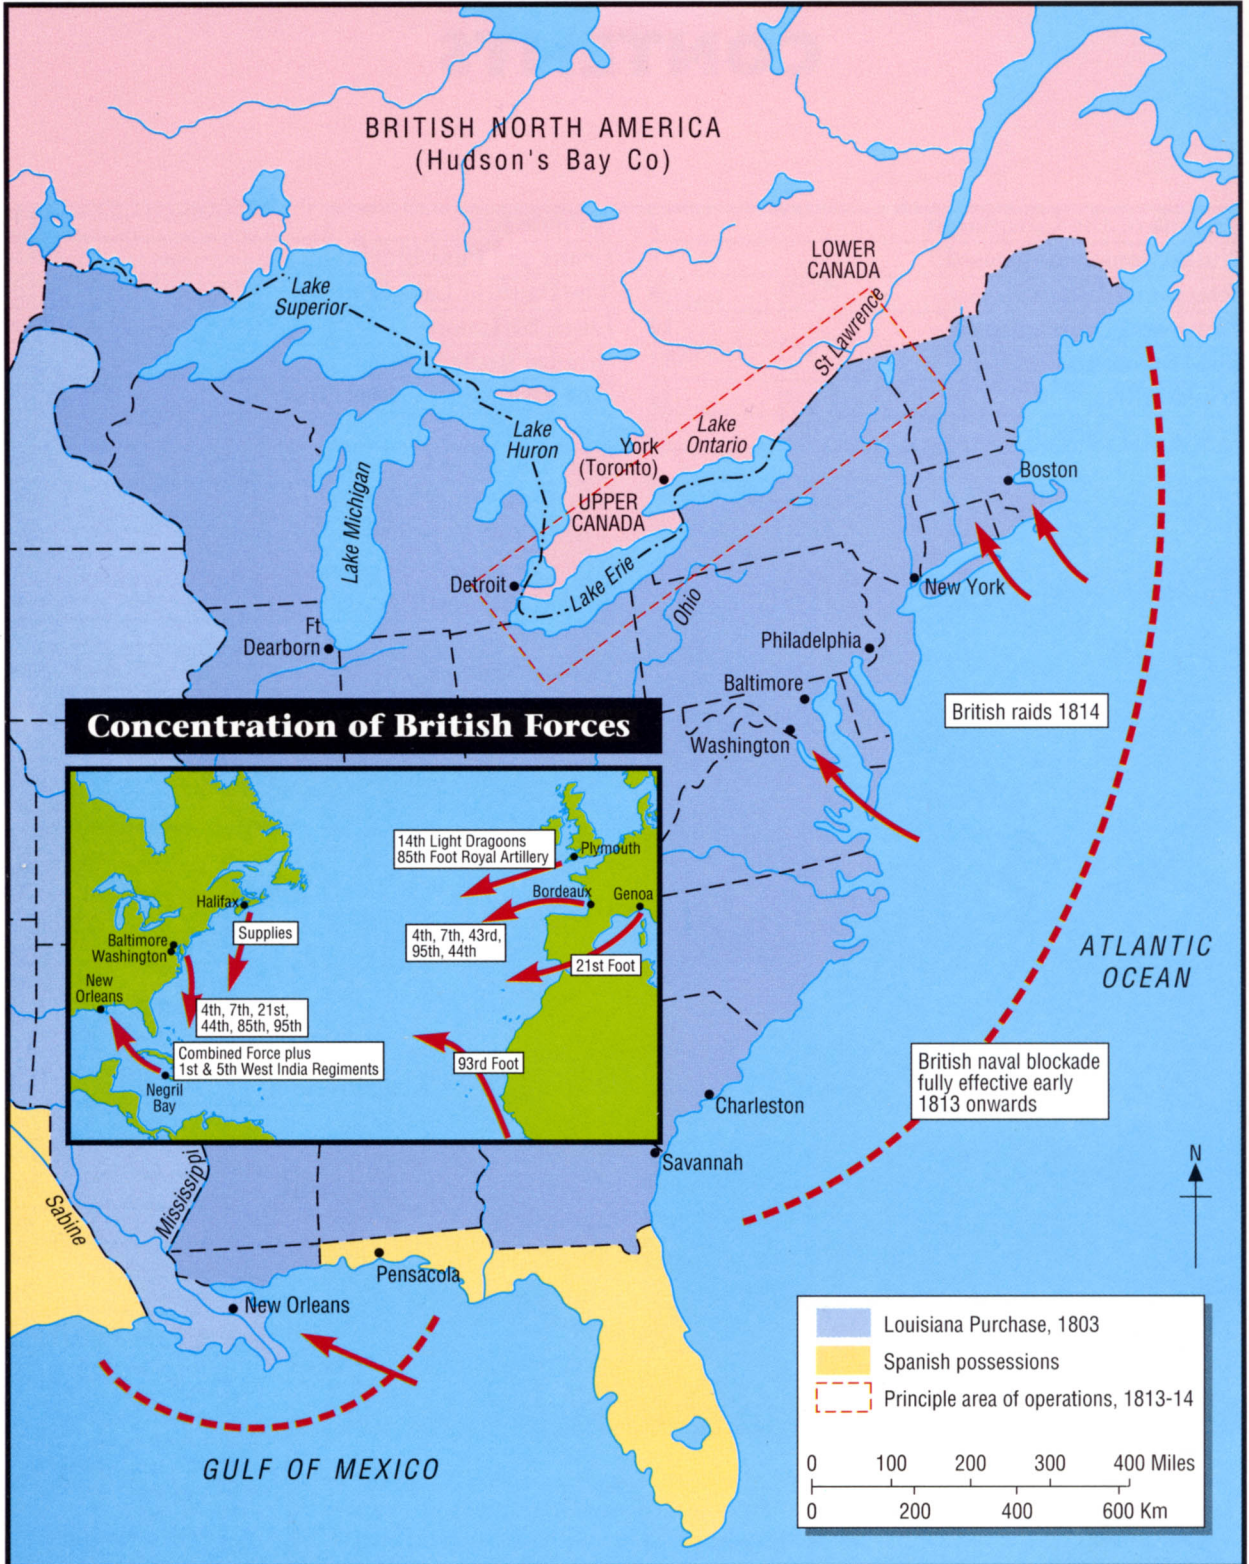 BRITISH NORTH AMERICA
(Hudson's Bay Co)
LOWER
CANADA
Lake
Superior
St Lawrence
Lake
Huron
Lake
Ontario
York
(Toronto)
Boston
Lake Michigan
UPPER
CANADA
Detroit
Lake Erie
New York
Ohio
Ft
Dearborn
Philadelphia
Baltimore
Washington
British raids 1814
Concentration of British Forces
14th Light Dragoons
85th Foot Royal Artillery
Plymouth
Bordeaux
Genoa
Halifax
Supplies
4th, 7th, 43rd,
95th, 44th
Baltimore
Washington
21st Foot
New
Orleans
4th, 7th, 21st,
44th, 85th, 95th
Combined Force plus
1st & 5th West India Regiments
93rd Foot
Negril
Bay
ATLANTIC
OCEAN
British naval blockade
fully effective early
1813 onwards
Charleston
Savannah
N
Mississipi
Sabine
Pensacola
New Orleans
GULF OF MEXICO
Louisiana Purchase, 1803
Spanish possessions
Principle area of operations, 1813-14
0 100 200 300 400 Miles
0 200 400 600 Km